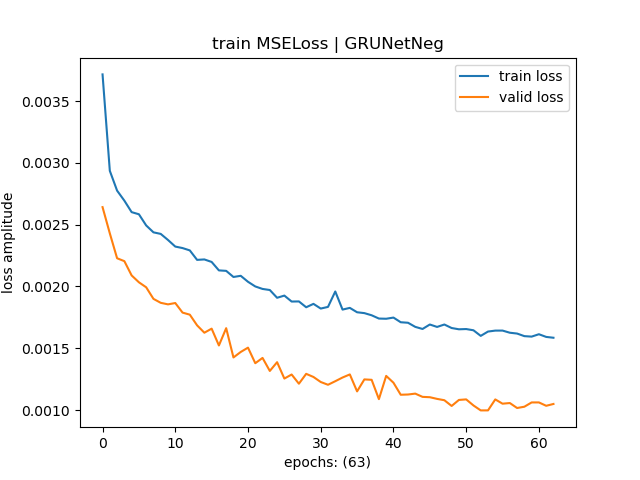 train MSELoss | GRUNetNeg
train loss
valid loss
0.0035
0.0030
0.0025
0.0020
0.0015
0.0010
loss amplitude
0 10 20 30 40 50 60
epochs: (63)